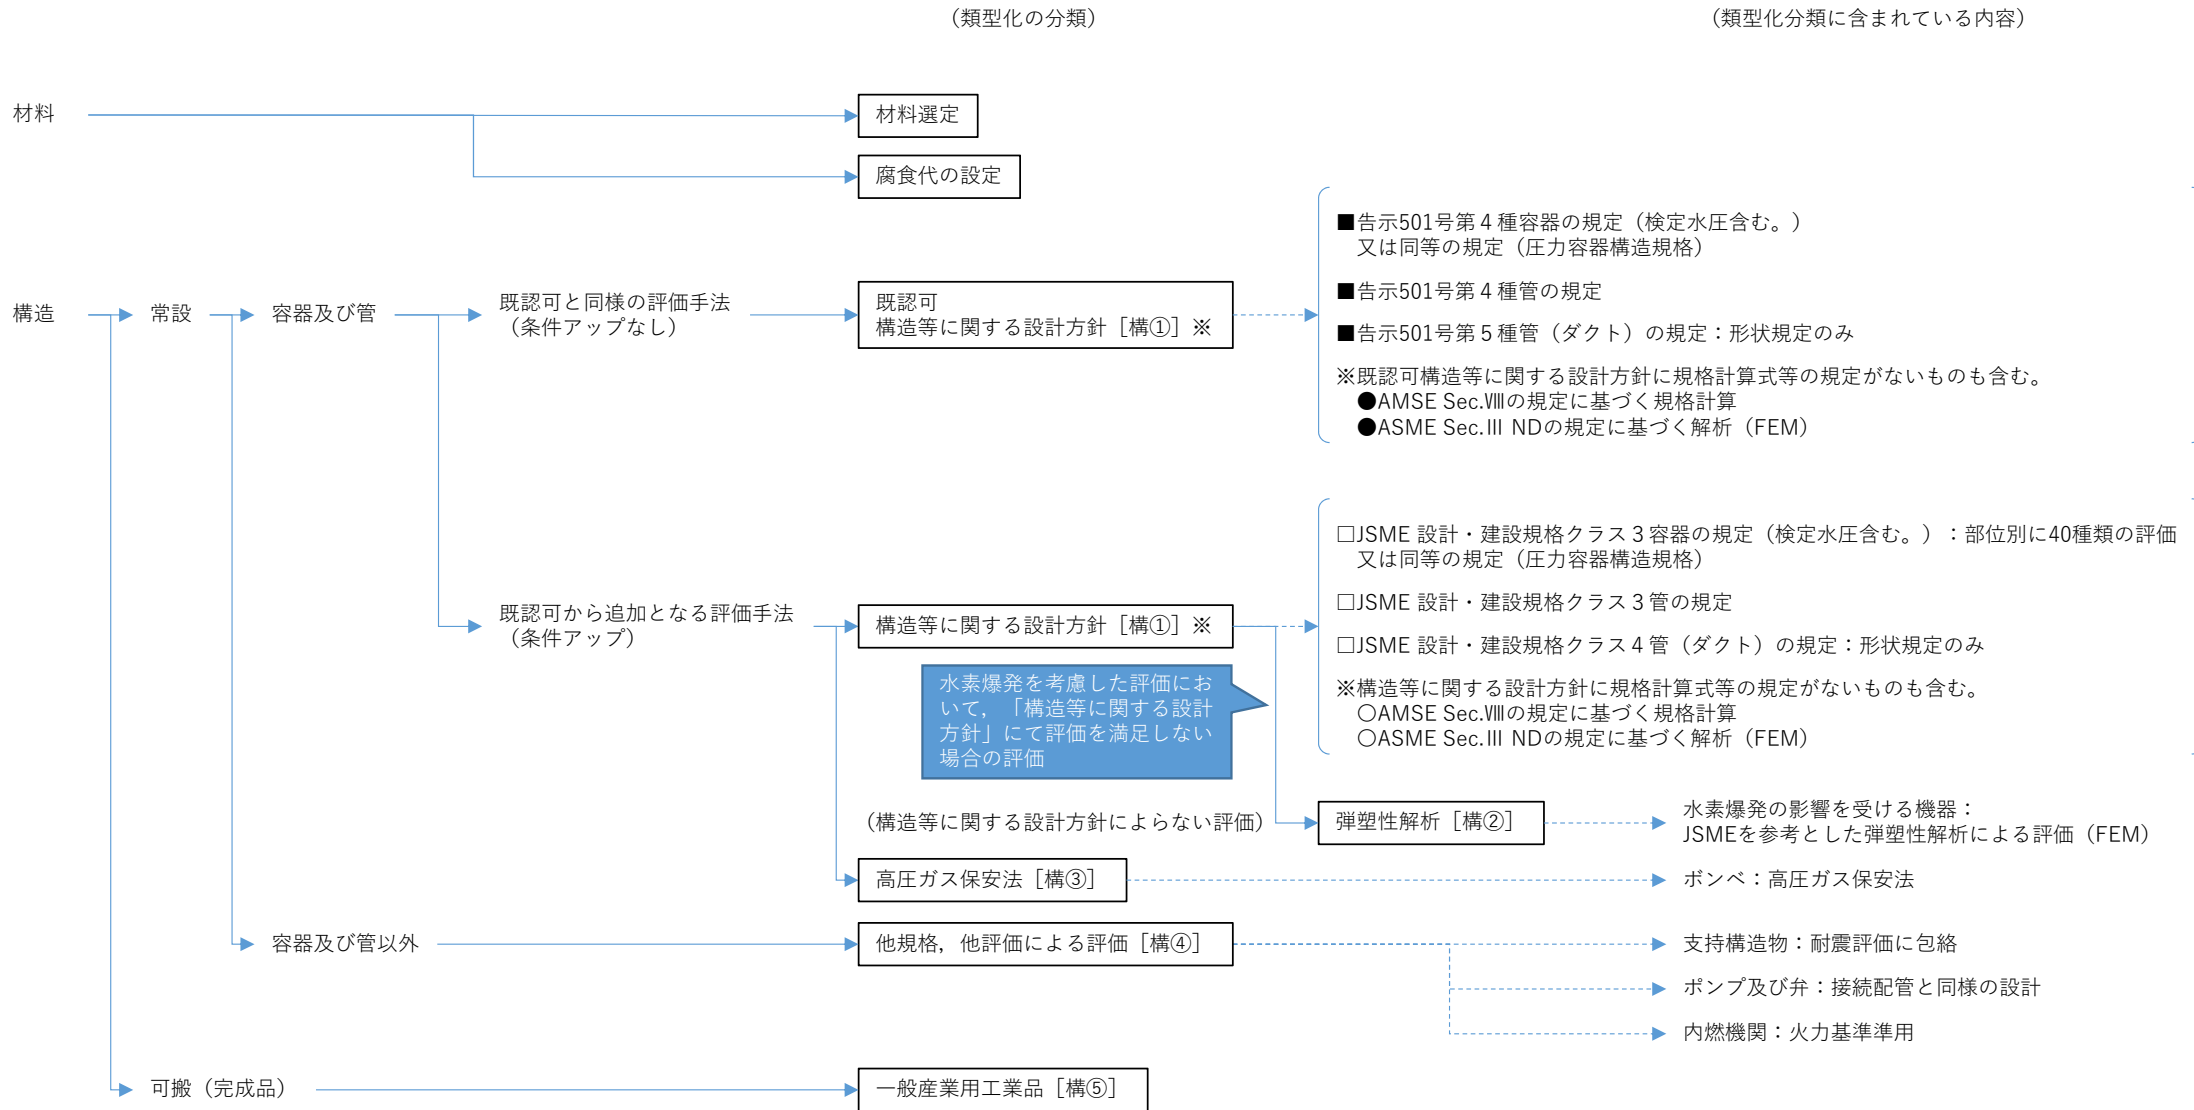 （類型化の分類）
（類型化分類に含まれている内容）
材料
材料選定
腐食代の設定
構造
常設
容器及び管
既認可と同様の評価手法
（条件アップなし）
既認可
構造等に関する設計方針［構①］※
■告示501号第４種容器の規定（検定水圧含む。）
又は同等の規定（圧力容器構造規格）
■告示501号第４種管の規定
■告示501号第５種管（ダクト）の規定：形状規定のみ
※既認可構造等に関する設計方針に規格計算式等の規定がないものも含む。
●AMSE Sec.Ⅷの規定に基づく規格計算
●ASME Sec.Ⅲ NDの規定に基づく解析（FEM）
既認可から追加となる評価手法
（条件アップ）
構造等に関する設計方針［構①］※
□JSME 設計・建設規格クラス３容器の規定（検定水圧含む。）：部位別に40種類の評価
又は同等の規定（圧力容器構造規格）
□JSME 設計・建設規格クラス３管の規定
□JSME 設計・建設規格クラス４管（ダクト）の規定：形状規定のみ
※構造等に関する設計方針に規格計算式等の規定がないものも含む。
○AMSE Sec.Ⅷの規定に基づく規格計算
○ASME Sec.Ⅲ NDの規定に基づく解析（FEM）
水素爆発を考慮した評価にお
いて，「構造等に関する設計
方針」にて評価を満足しない
場合の評価
（構造等に関する設計方針によらない評価）
弾塑性解析［構②］
水素爆発の影響を受ける機器：
JSMEを参考とした弾塑性解析による評価（FEM）
高圧ガス保安法［構③］
ボンベ：高圧ガス保安法
容器及び管以外
他規格，他評価による評価［構④］
支持構造物：耐震評価に包絡
ポンプ及び弁：接続配管と同様の設計
内燃機関：火力基準準用
可搬（完成品）
一般産業用工業品［構⑤］